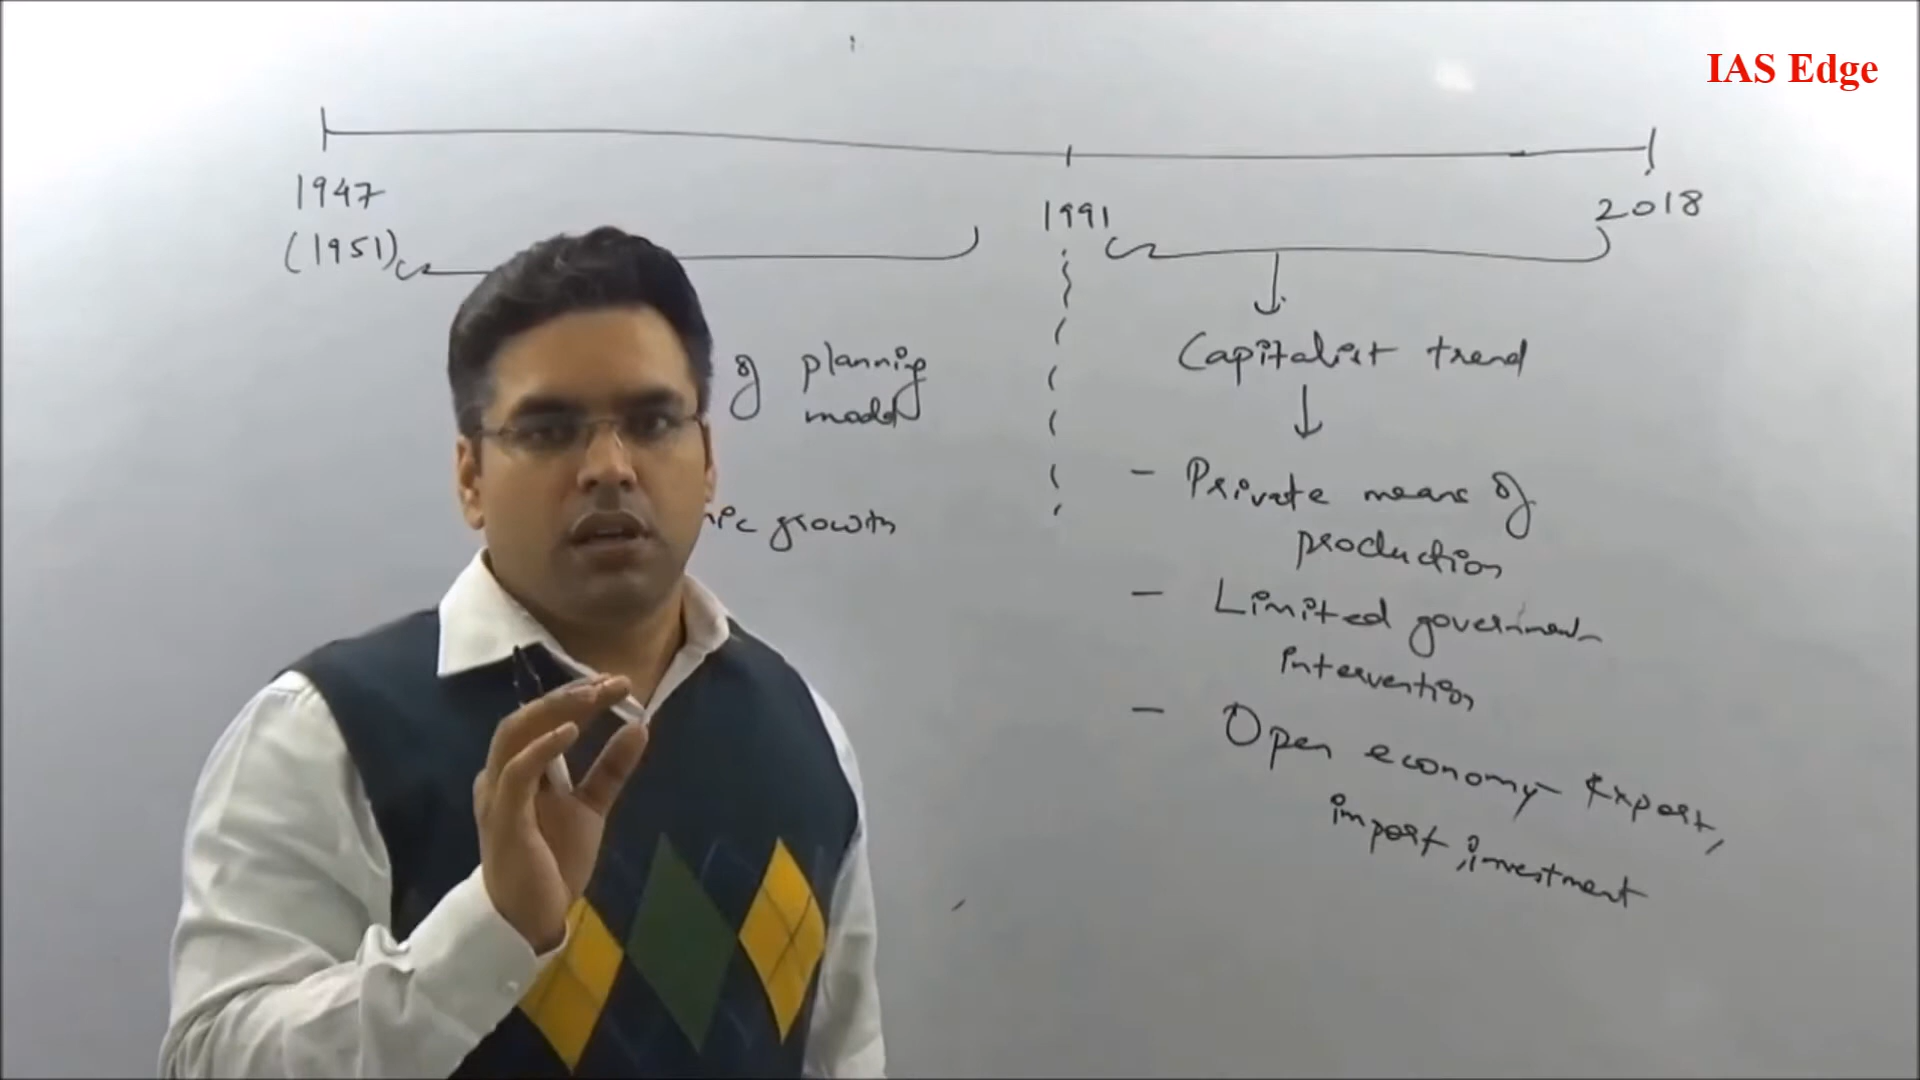 IAS Edge
1947
(1951)
1991
2018
of planning
model
growth
Capitalist trend
- Private means of
production
- Limited government
intervention
- Open economy - Export,
import, investment